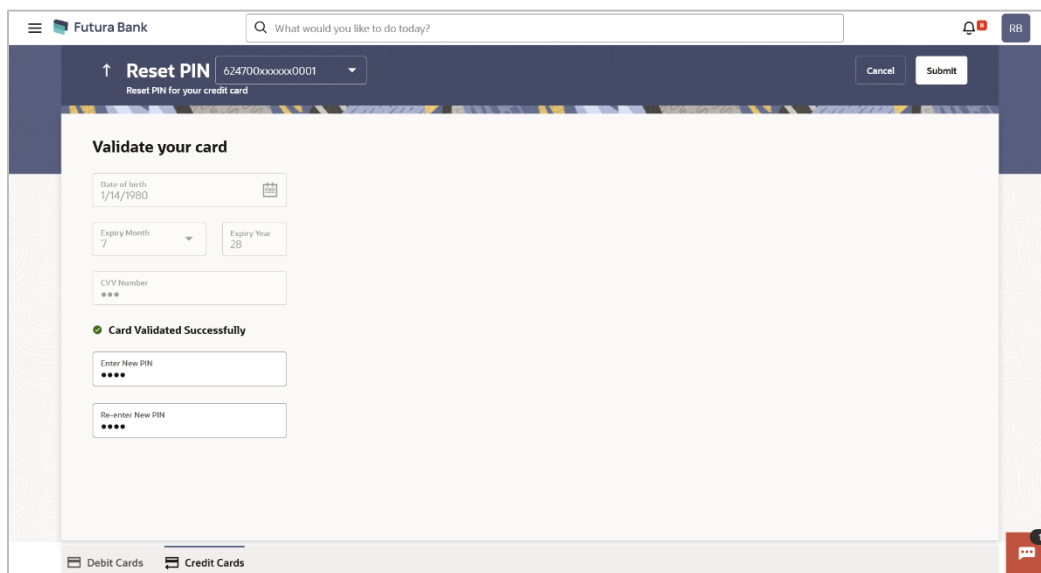 Futura Bank
What would you like to do today?
8
RB
Reset PIN 624700xxxxxx0001
Cancel
Submit
Reset PIN for your credit card
Validate your card
Date of birth
1/14/1980
Expiry Month
7
Expiry Year
28
CVV Number
•••
Card Validated Successfully
Enter New PIN
••••
Re-enter New PIN
••••
Debit Cards
Credit Cards